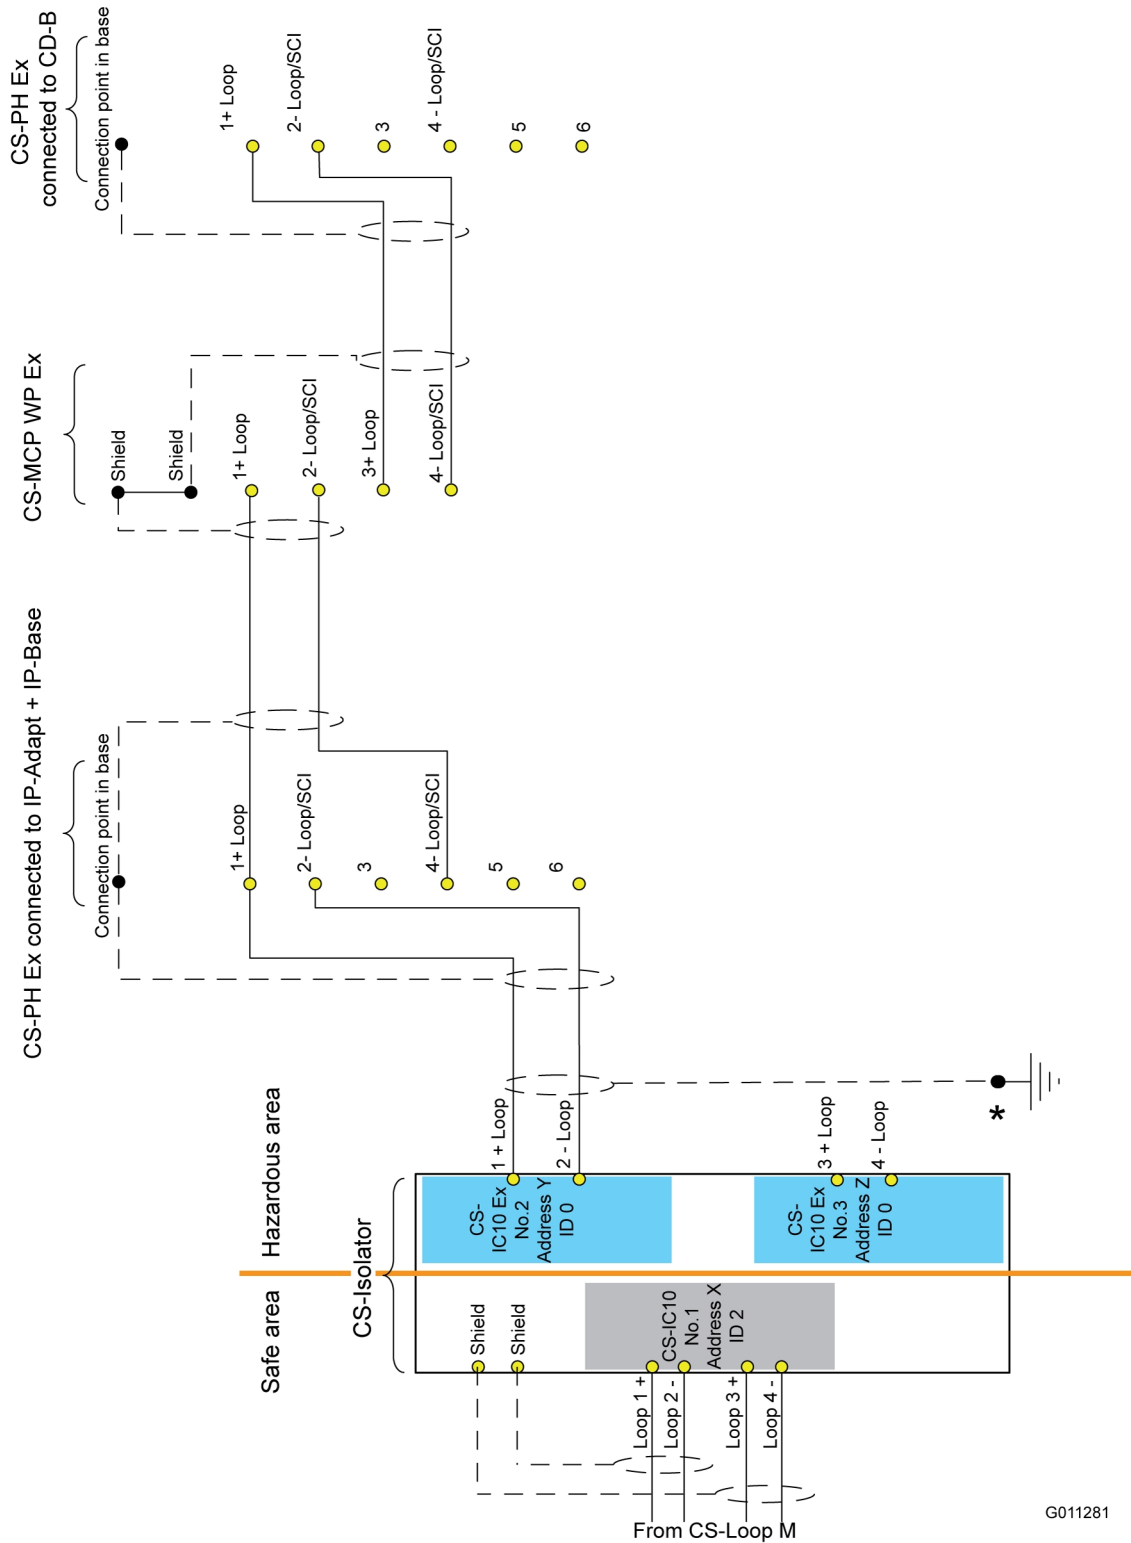 CS-PH Ex
connected to CD-B
Connection point in base
1+ Loop
2- Loop/SCI
3
4 - Loop/SCI
5
6
CS-MCP WP Ex
Shield
Shield
1+ Loop
2- Loop/SCI
3+ Loop
4- Loop/SCI
CS-PH Ex connected to IP-Adapt + IP-Base
Connection point in base
1+ Loop
2- Loop/SCI
3
4- Loop/SCI
5
6
Hazardous area
Safe area
CS-Isolator
1 + Loop
2 - Loop
3 + Loop
4 - Loop
*
CS-
IC10 Ex
No.2
Address Y
ID 0
CS-
IC10 Ex
No.3
Address Z
ID 0
Shield
Shield
CS-IC10
No.1
Address X
ID 2
Loop 1 +
Loop 2 -
Loop 3 +
Loop 4 -
From CS-Loop M
G011281